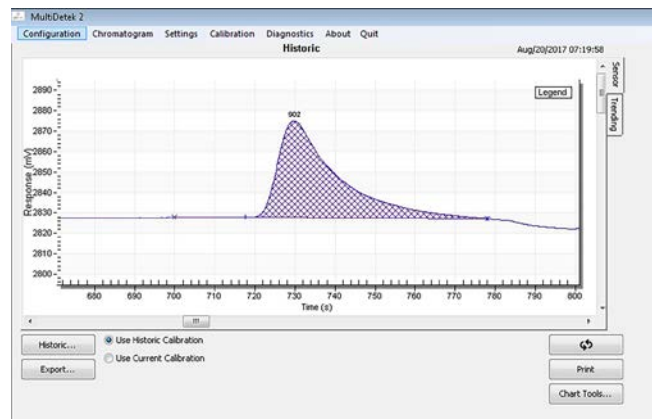 MultiDetek 2
Configuration Chromatogram Settings Calibration Diagnostics About Quit
Historic
Aug/20/2017 07:19:58
Sensor
Trending
Legend
902
Response (mV)
2890
2880
2870
2860
2850
2840
2830
2820
2810
2800
660 690 700 710 720 730 740 750 760 770 780 790 800
Time (s)
Historic...
Use Historic Calibration
Use Current Calibration
Export...
Print
Chart Tools...